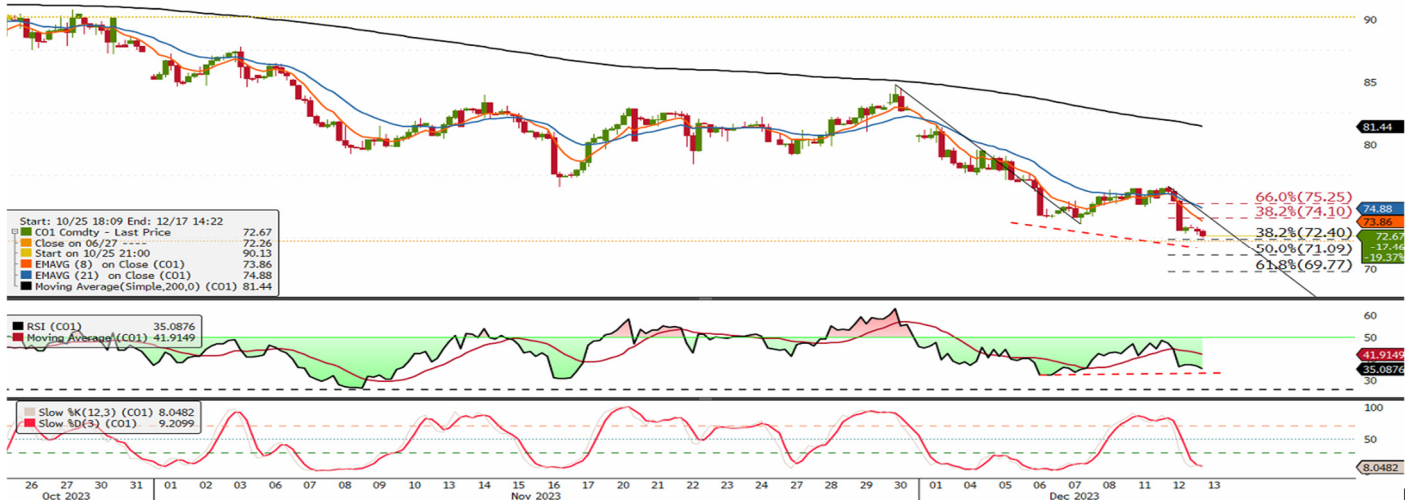 90
85
81.44
80
66.0%(75.25)
38.2%(74.10)
74.88
73.86
38.2%(72.40)
72.67
-17.46
-19.37%
50.0%(71.09)
61.8%(69.77)
70
Start: 10/25 18:09 End: 12/17 14:22
CO1 Comdty - Last Price 72.67
Close on 06/27 ---- 72.26
Start on 10/25 21:00 90.13
EMAVG (8) on Close (CO1) 73.86
EMAVG (21) on Close (CO1) 74.88
Moving Average(Simple,200,0) (CO1) 81.44
RSI (CO1) 35.0876
Moving Average (CO1) 41.9149
60
50
41.9149
35.0876
30
Slow %K(12,3) (CO1) 8.0482
Slow %D(3) (CO1) 9.2099
100
50
8.0482
26 27 30 31 01 02 03 06 07 08 09 10 13 14 15 16 17 20 21 22 23 24 27 28 29 30 01 04 05 06 07 08 11 12 13
Oct 2023 Nov 2023 Dec 2023